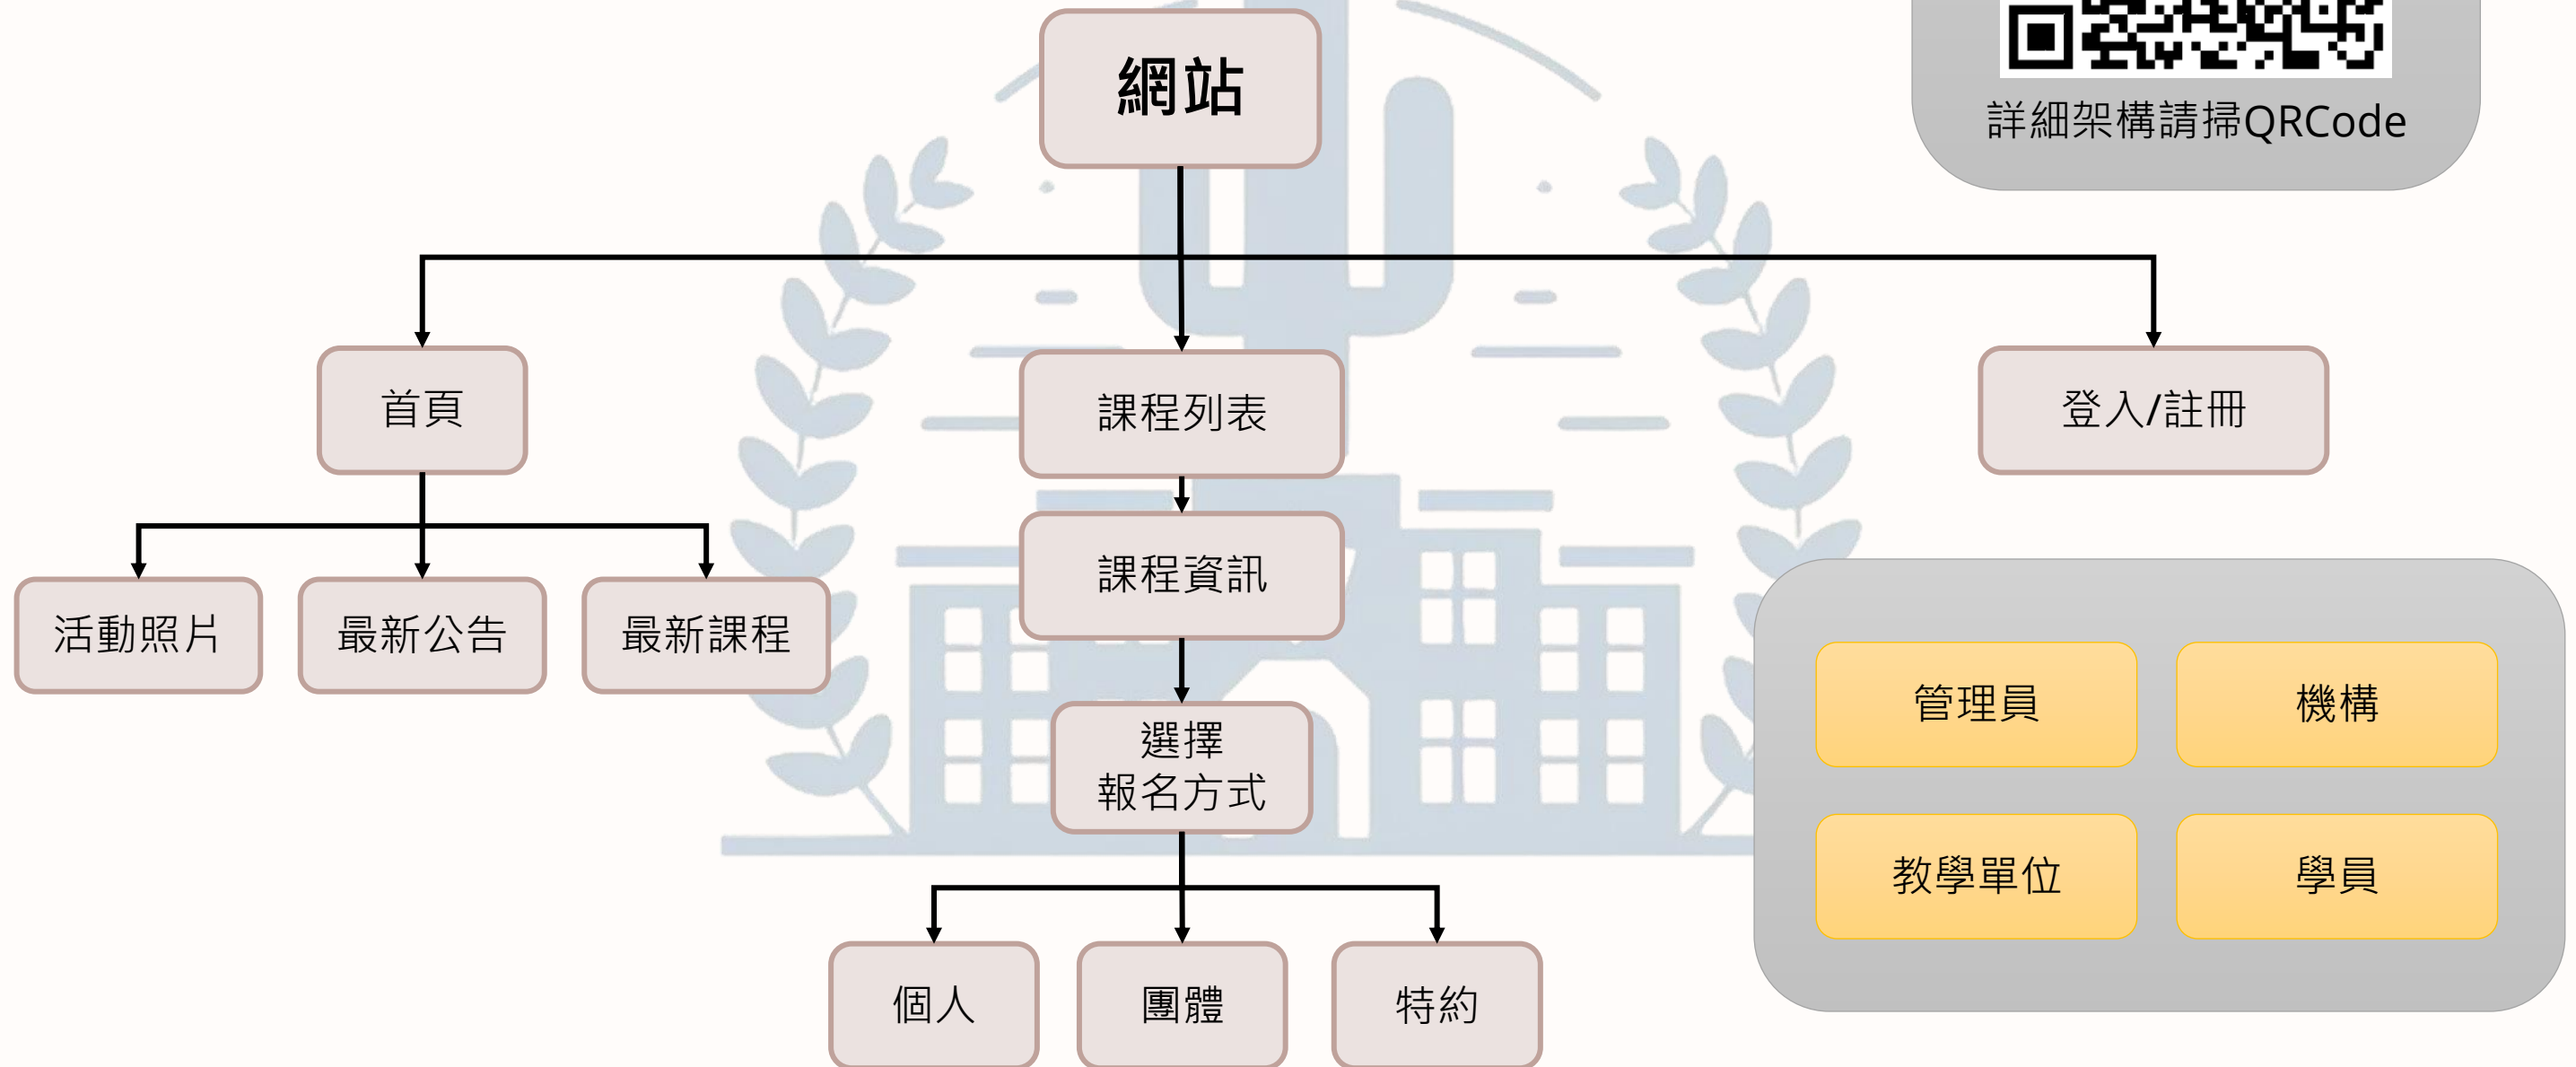 網站
詳細架構請掃QRCode
首頁
課程列表
登入/註冊
課程資訊
活動照片
最新公告
最新課程
選擇
報名方式
管理員
機構
教學單位
學員
個人
團體
特約